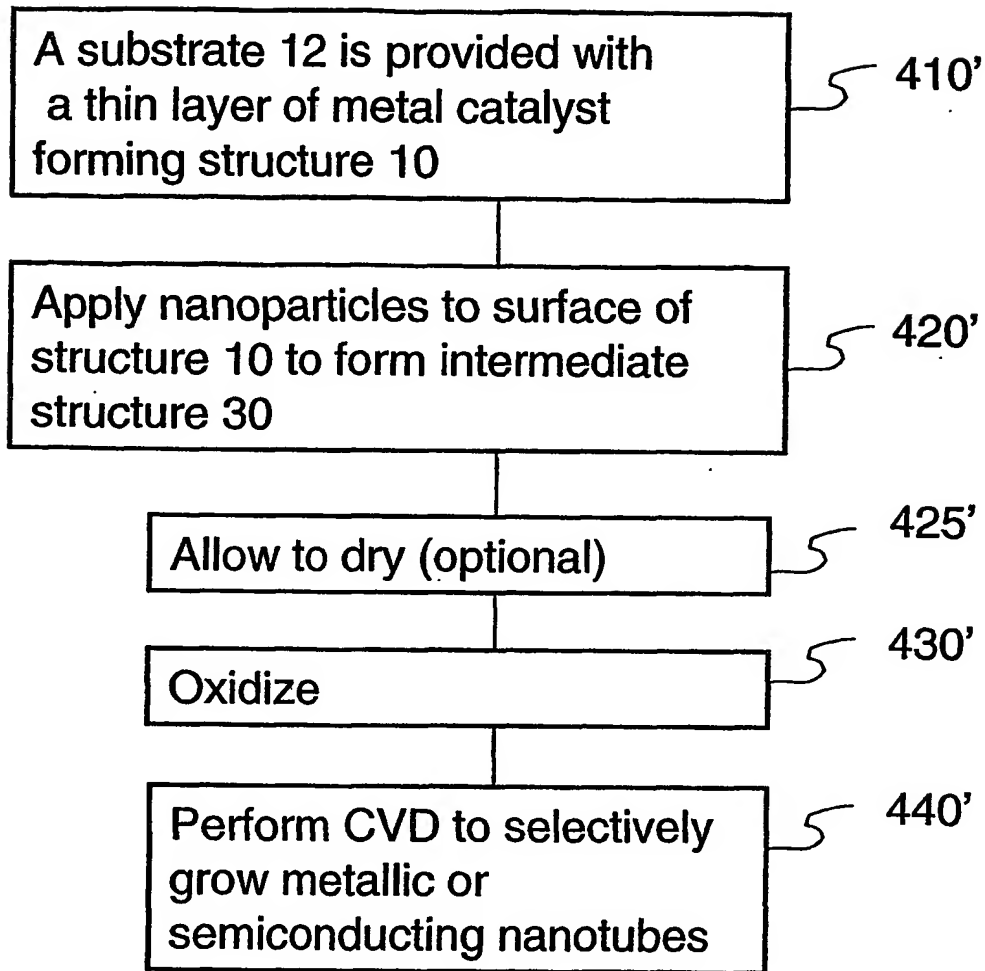 A substrate 12 is provided with
a thin layer of metal catalyst
forming structure 10
410'
Apply nanoparticles to surface of
structure 10 to form intermediate
structure 30
420'
Allow to dry (optional)
425'
Oxidize
430'
Perform CVD to selectively
grow metallic or
semiconducting nanotubes
440'